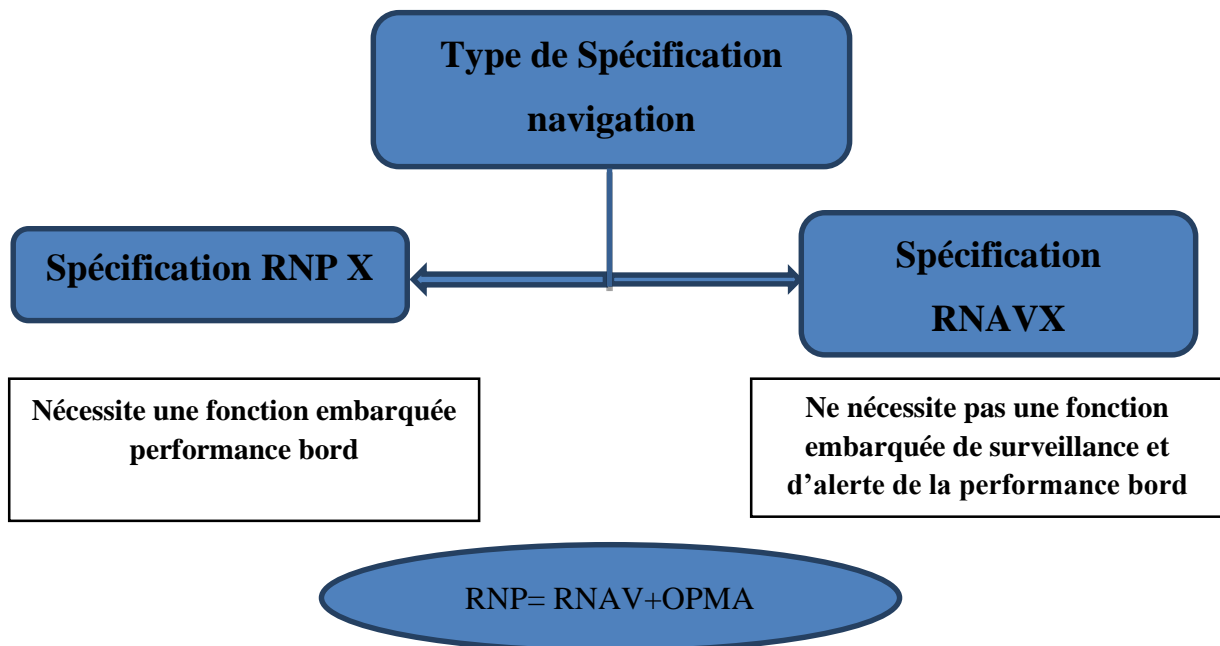 Type de Spécification
navigation
Spécification RNP X
Spécification
RNAVX
Nécessite une fonction embarquée
performance bord
Ne nécessite pas une fonction
embarquée de surveillance et
d’alerte de la performance bord
RNP= RNAV+OPMA